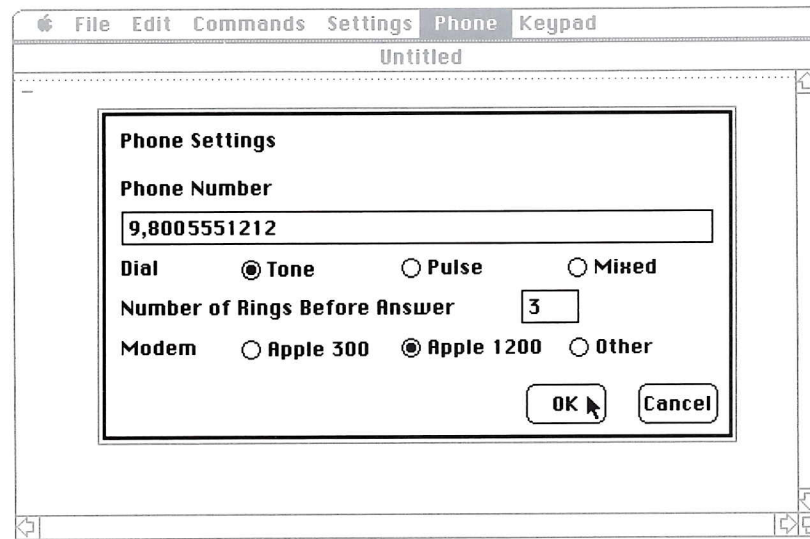 File Edit Commands Settings Phone Keypad
Untitled
Phone Settings
Phone Number
9,8005551212
Dial Tone Pulse Mixed
Number of Rings Before Answer 3
Modem Apple 300 Apple 1200 Other
OK Cancel